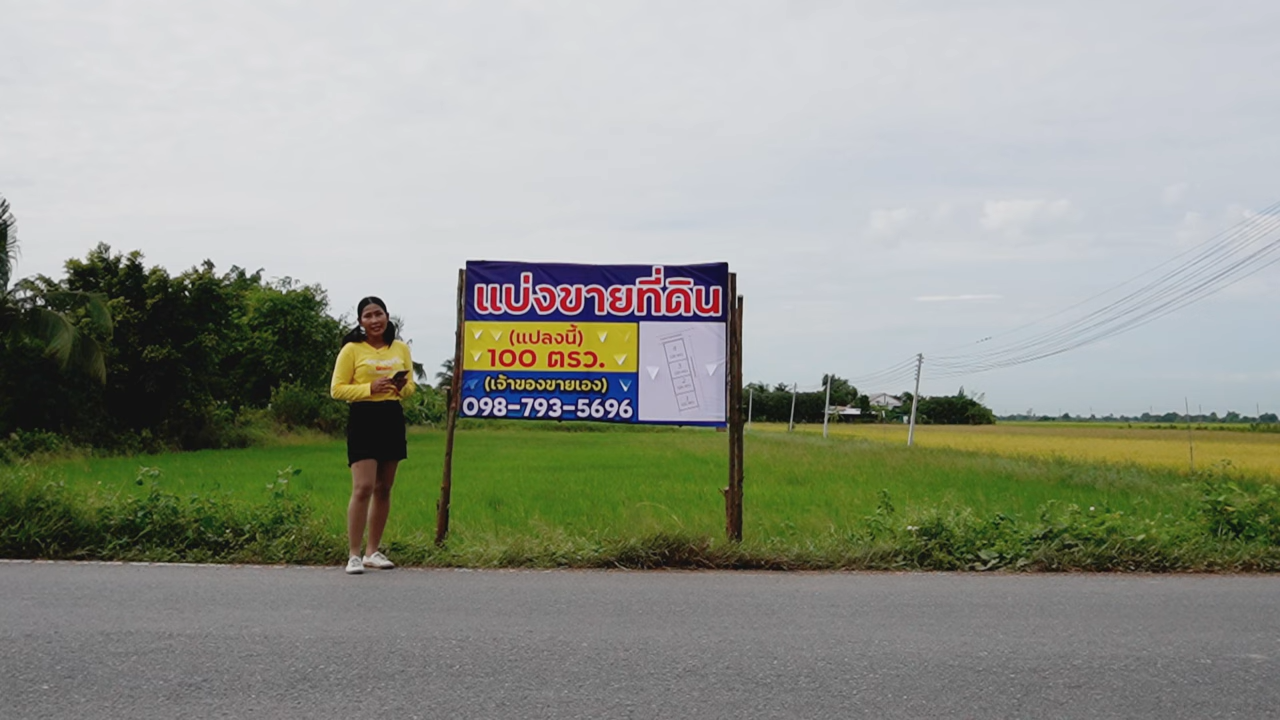 แบ่งขายที่ดิน
(แปลงนี้)
100 ตรว.
(เจ้าของขายเอง)
098-793-5696